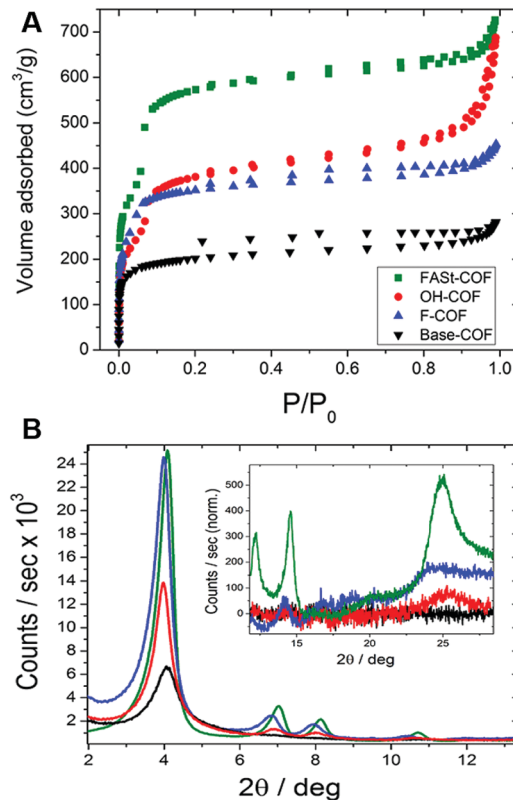 A
700
600
500
400
300
200
100
0
Volume adsorbed (cm³/g)
FASt-COF
OH-COF
F-COF
Base-COF
0.0 0.2 0.4 0.6 0.8 1.0
P/P₀
B
24
22
20
18
16
14
12
10
8
6
4
2
Counts / sec x 10³
500
400
300
200
100
0
Counts / sec (norm.)
15 20 25
2θ / deg
2 4 6 8 10 12
2θ / deg